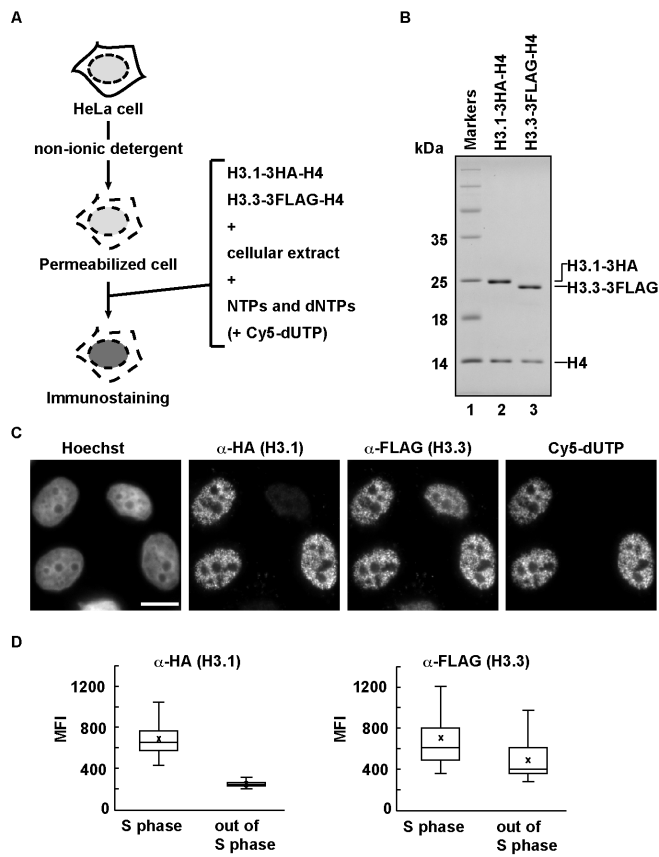 A
HeLa cell
non-ionic detergent
Permeabilized cell
Immunostaining
H3.1-3HA-H4
H3.3-3FLAG-H4
+
cellular extract
+
NTPs and dNTPs
(+ Cy5-dUTP)
B
Markers
H3.1-3HA-H4
H3.3-3FLAG-H4
kDa
35
25
18
14
H3.1-3HA
H3.3-3FLAG
H4
1 2 3
C
Hoechst
α-HA (H3.1)
α-FLAG (H3.3)
Cy5-dUTP
D
α-HA (H3.1)
MFI
1200
800
400
0
S phase
out of
S phase
α-FLAG (H3.3)
MFI
1200
800
400
0
S phase
out of
S phase